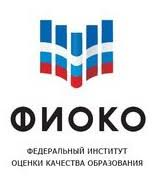 ФИОКО
ФЕДЕРАЛЬНЫЙ ИНСТИТУТ
ОЦЕНКИ КАЧЕСТВА ОБРАЗОВАНИЯ